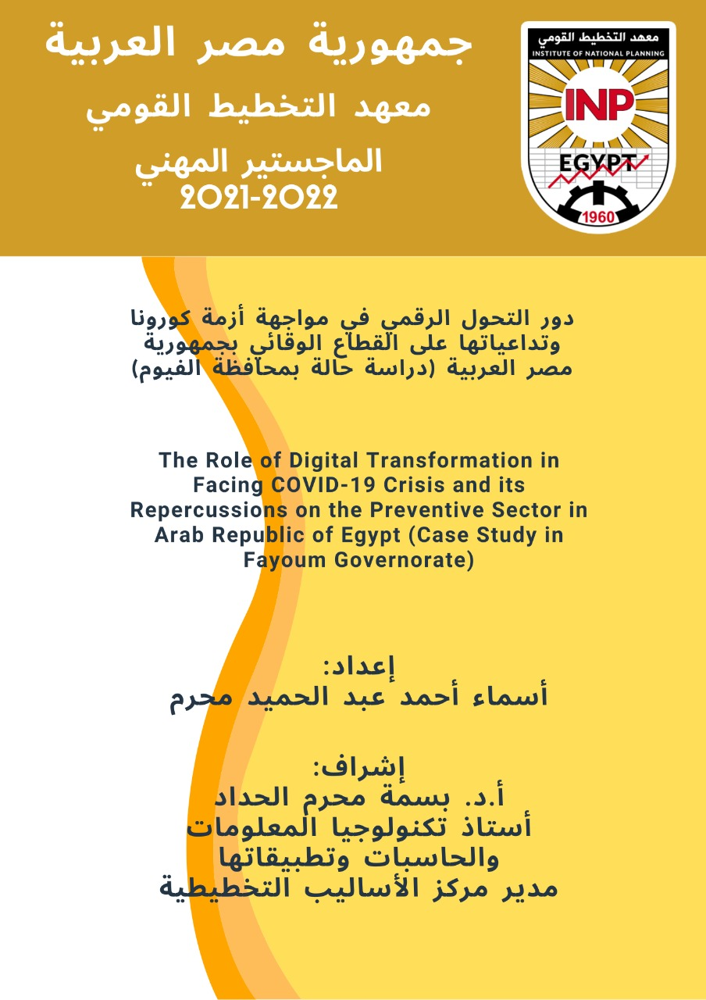 جمهورية مصر العربية
معهد التخطيط القومي
الماجستير المهني
2021-2022
معهد التخطيط القومي
INSTITUTE OF NATIONAL PLANNING
INP
EGYPT
1960
دور التحول الرقمي في مواجهة أزمة كورونا
وتداعياتها على القطاع الوقائي بجمهورية
مصر العربية (دراسة حالة بمحافظة الفيوم)
The Role of Digital Transformation in
Facing COVID-19 Crisis and its
Repercussions on the Preventive Sector in
Arab Republic of Egypt (Case Study in
Fayoum Governorate)
إعداد:
أسماء أحمد عبد الحميد محرم
إشراف:
أ.د. بسمة محرم الحداد
أستاذ تكنولوجيا المعلومات
والحاسبات وتطبيقاتها
مدير مركز الأساليب التخطيطية